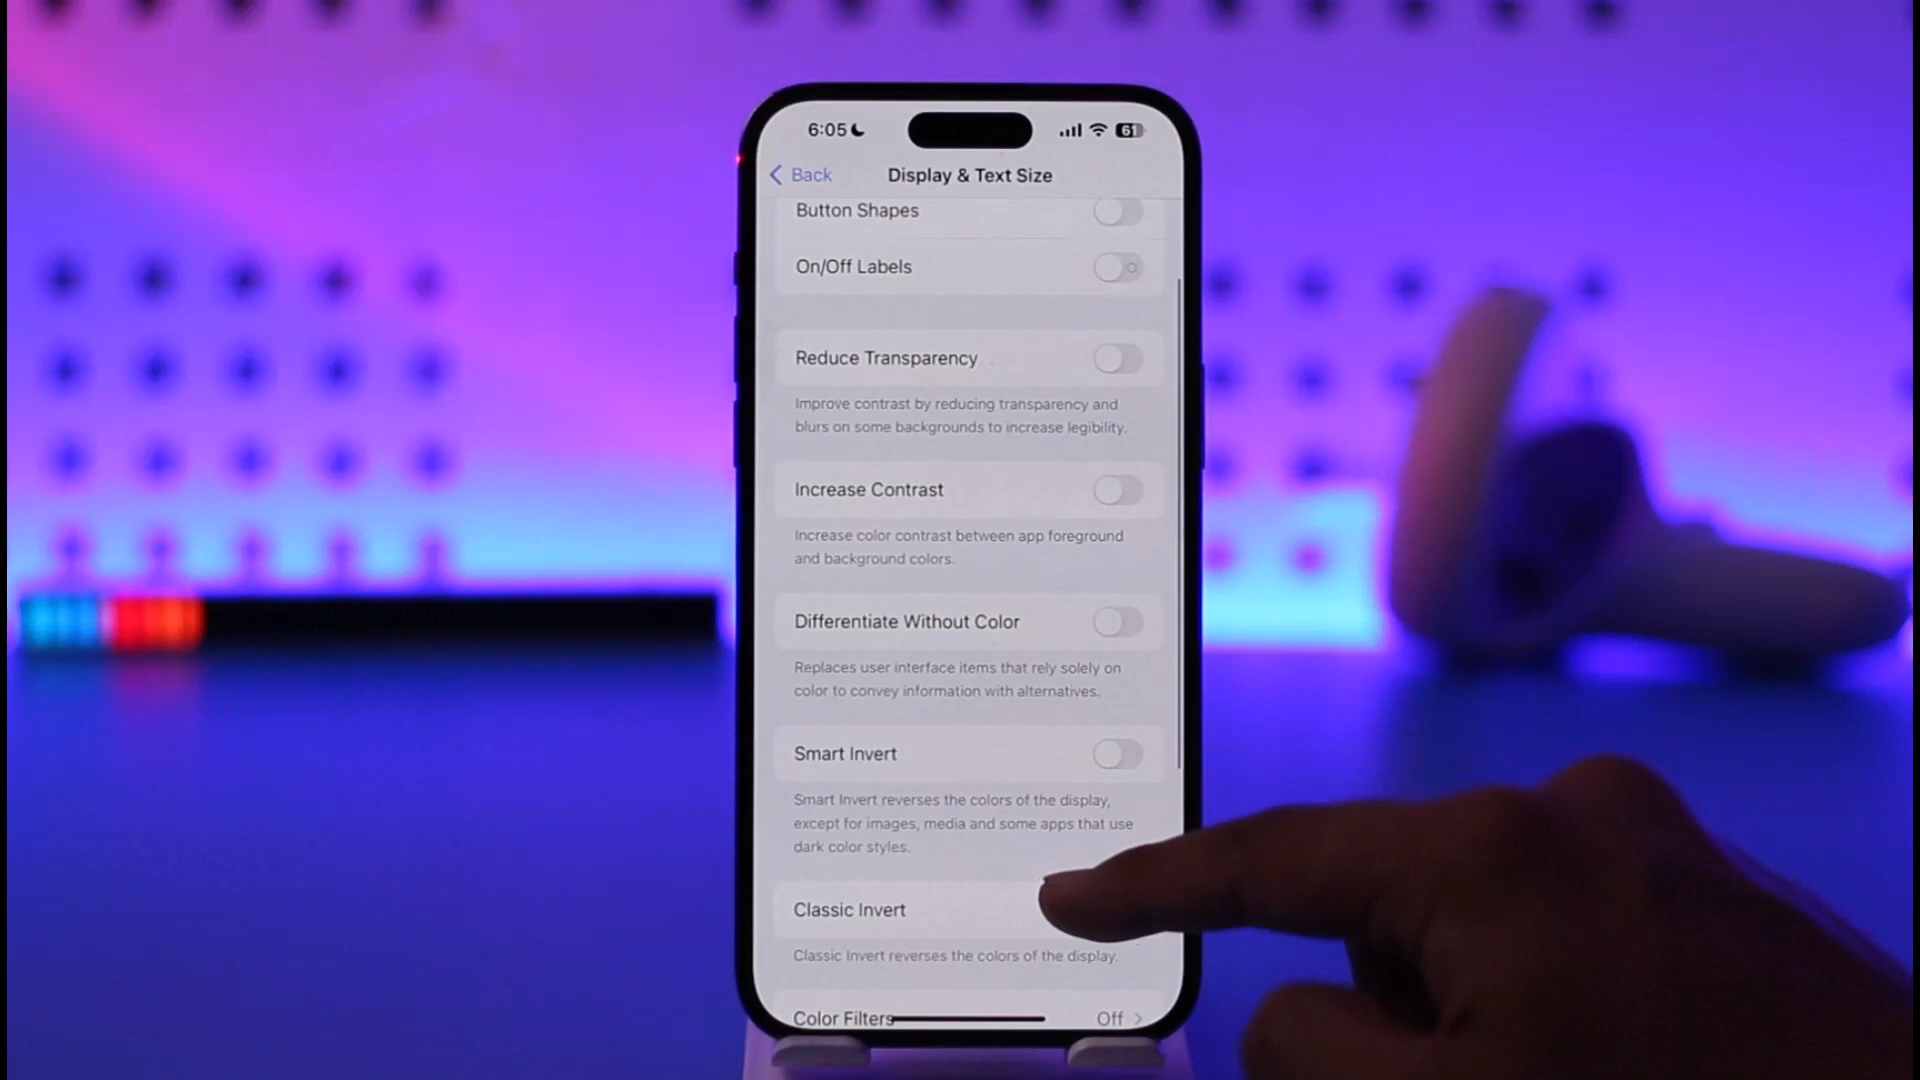 6:05
61
Back
Display & Text Size
Button Shapes
On/Off Labels
Reduce Transparency
Improve contrast by reducing transparency and
blurs on some backgrounds to increase legibility.
Increase Contrast
Increase color contrast between app foreground
and background colors.
Differentiate Without Color
Replaces user interface items that rely solely on
color to convey information with alternatives.
Smart Invert
Smart Invert reverses the colors of the display,
except for images, media and some apps that use
dark color styles.
Classic Invert
Classic Invert reverses the colors of the display.
Color Filters
Off